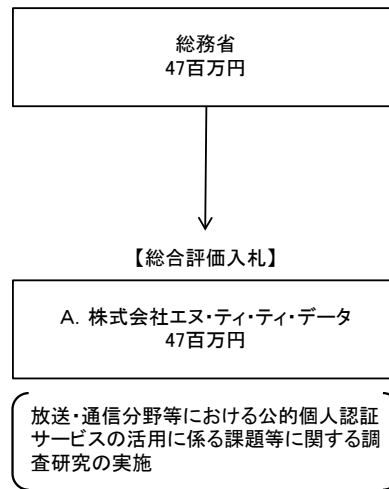 総務省
47百万円
【総合評価入札】
A. 株式会社エヌ・ティ・ティ・データ
47百万円
放送・通信分野等における公的個人認証
サービスの活用に係る課題等に関する調
査研究の実施